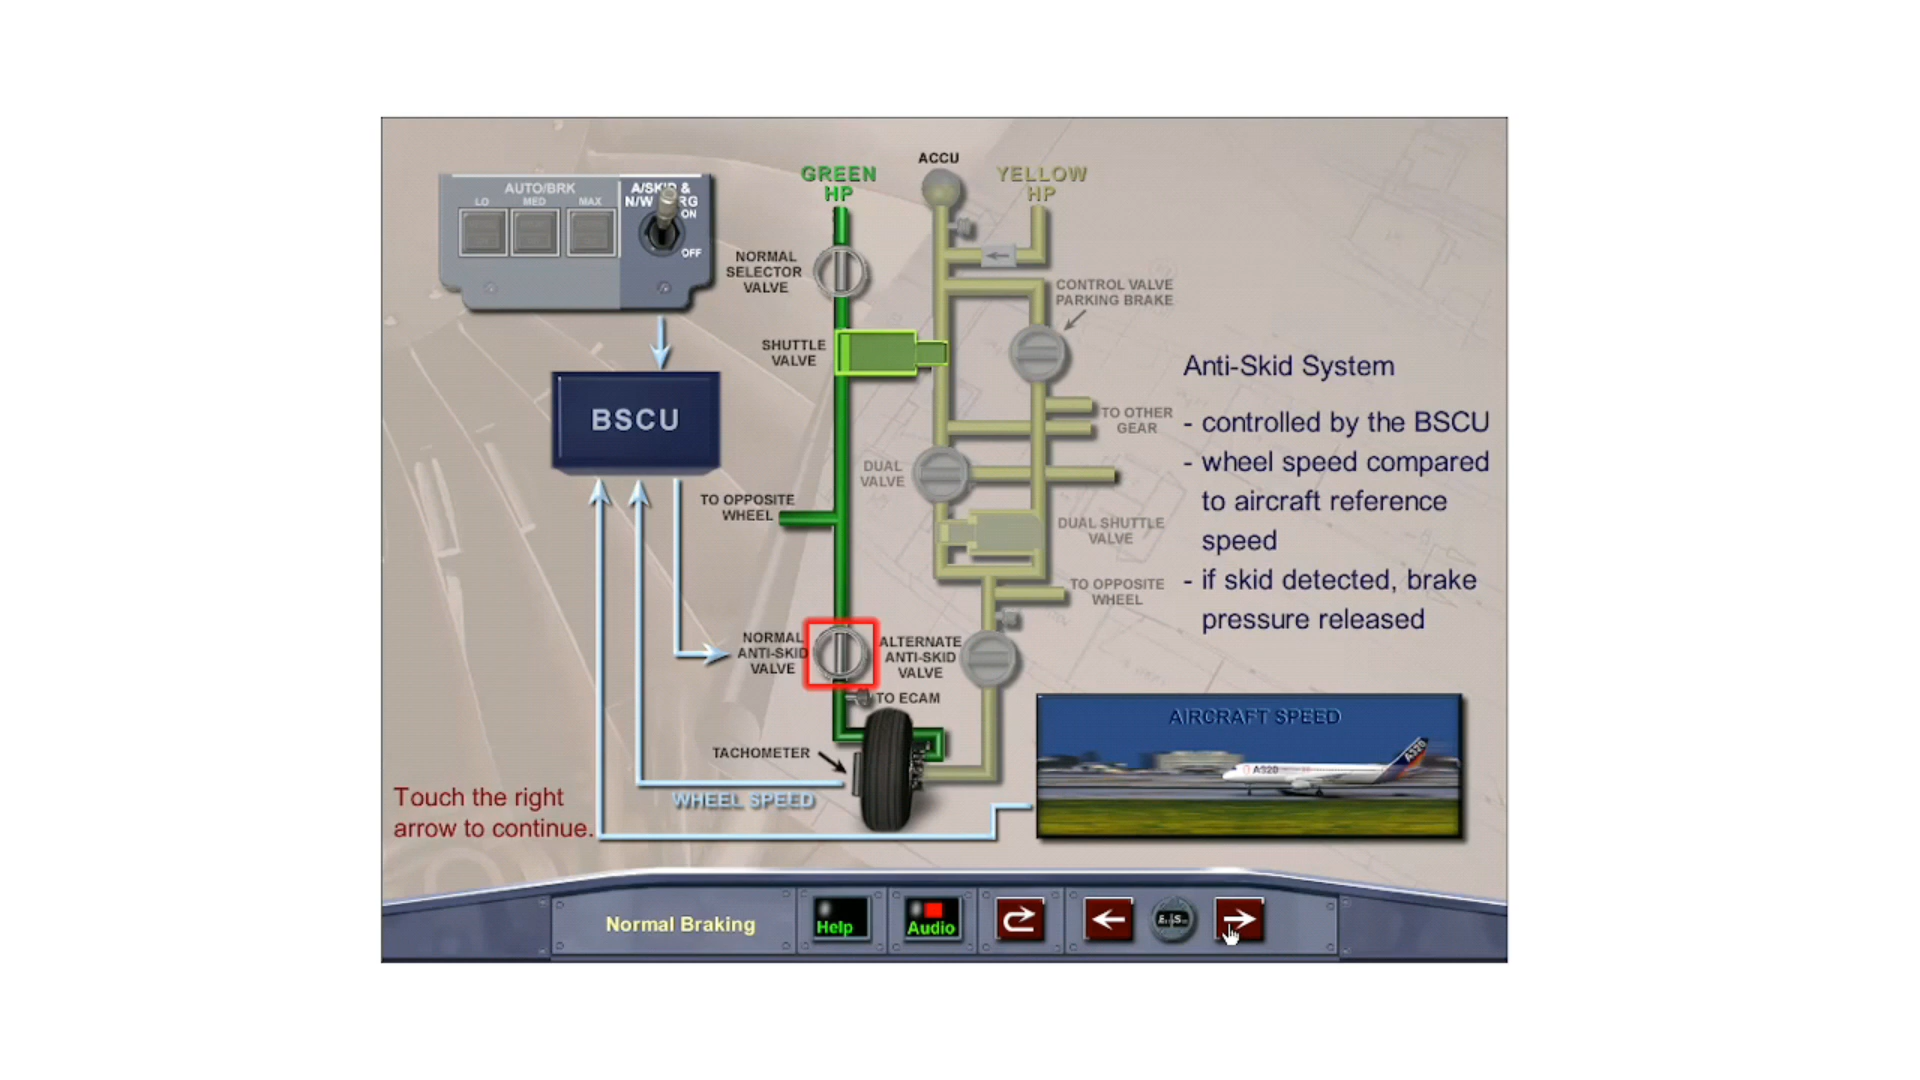 AUTO/BRK
LO MED MAX
A/SKID &
N/W
RG
ON
OFF
BSCU
GREEN
HP
ACCU
YELLOW
HP
NORMAL
SELECTOR
VALVE
SHUTTLE
VALVE
CONTROL VALVE
PARKING BRAKE
TO OTHER
GEAR
DUAL
VALVE
TO OPPOSITE
WHEEL
DUAL SHUTTLE
VALVE
TO OPPOSITE
WHEEL
NORMAL
ANTI-SKID
VALVE
ALTERNATE
ANTI-SKID
VALVE
TO ECAM
TACHOMETER
WHEEL SPEED
Anti-Skid System
- controlled by the BSCU
- wheel speed compared
to aircraft reference
speed
- if skid detected, brake
pressure released
AIRCRAFT SPEED
A320
A320
Touch the right
arrow to continue.
Normal Braking
Help
Audio